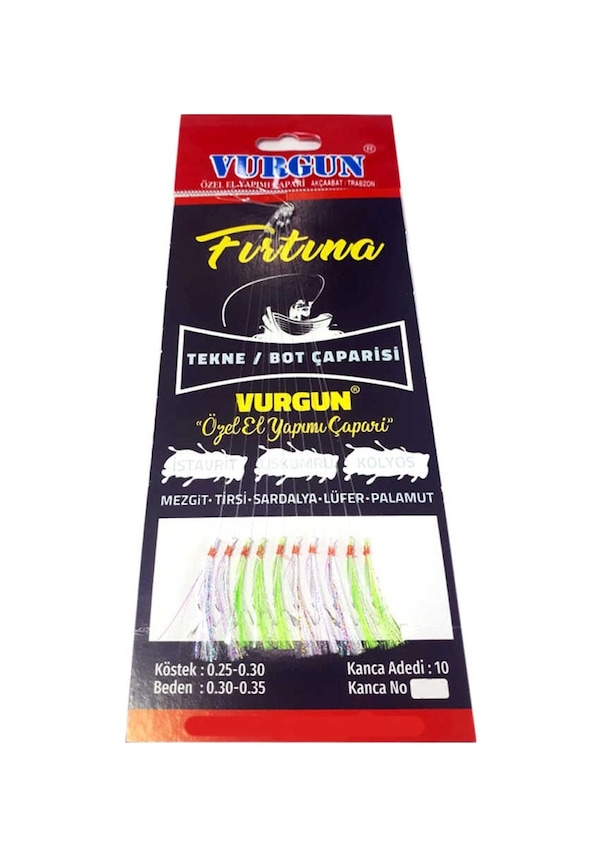 VURGUN®
ÖZEL EL YAPIMI ÇAPARİ AKÇAABAT : TRABZON
Fırtına
TEKNE / BOT ÇAPARİSİ
VURGUN®
"Özel El Yapımı Çapari"
İSTAVRİT USKUMRU KOLYOS
MEZGİT • TİRSİ • SARDALYA • LÜFER • PALAMUT
Köstek : 0.25-0.30 Kanca Adedi : 10
Beden : 0.30-0.35 Kanca No